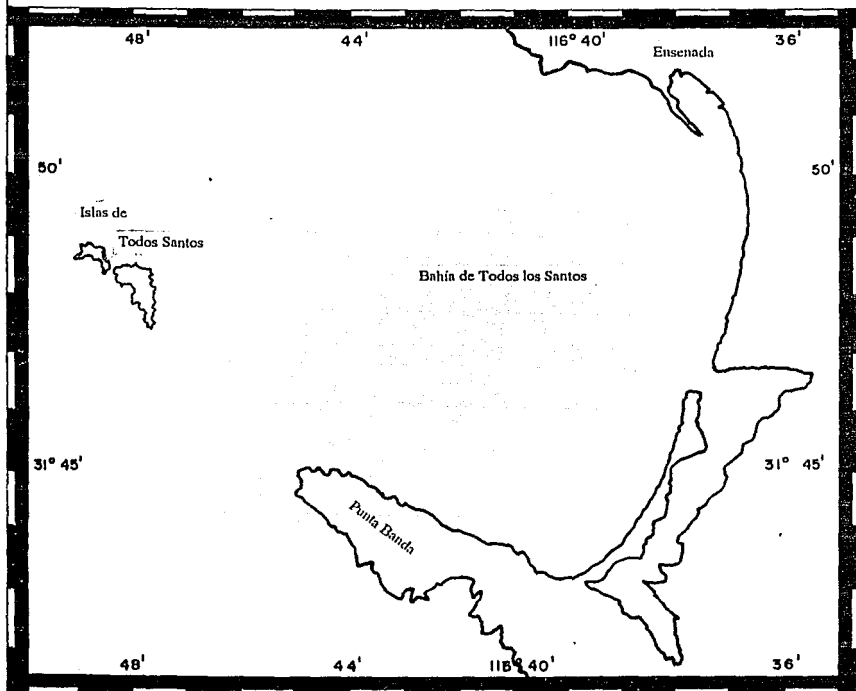 48' 44' 116° 40' 36'
Ensenada
50' 50'
Islas de
Todos Santos
Bahía de Todos los Santos
31° 45' 31° 45'
Punta Banda
48' 44' 116° 40' 36'